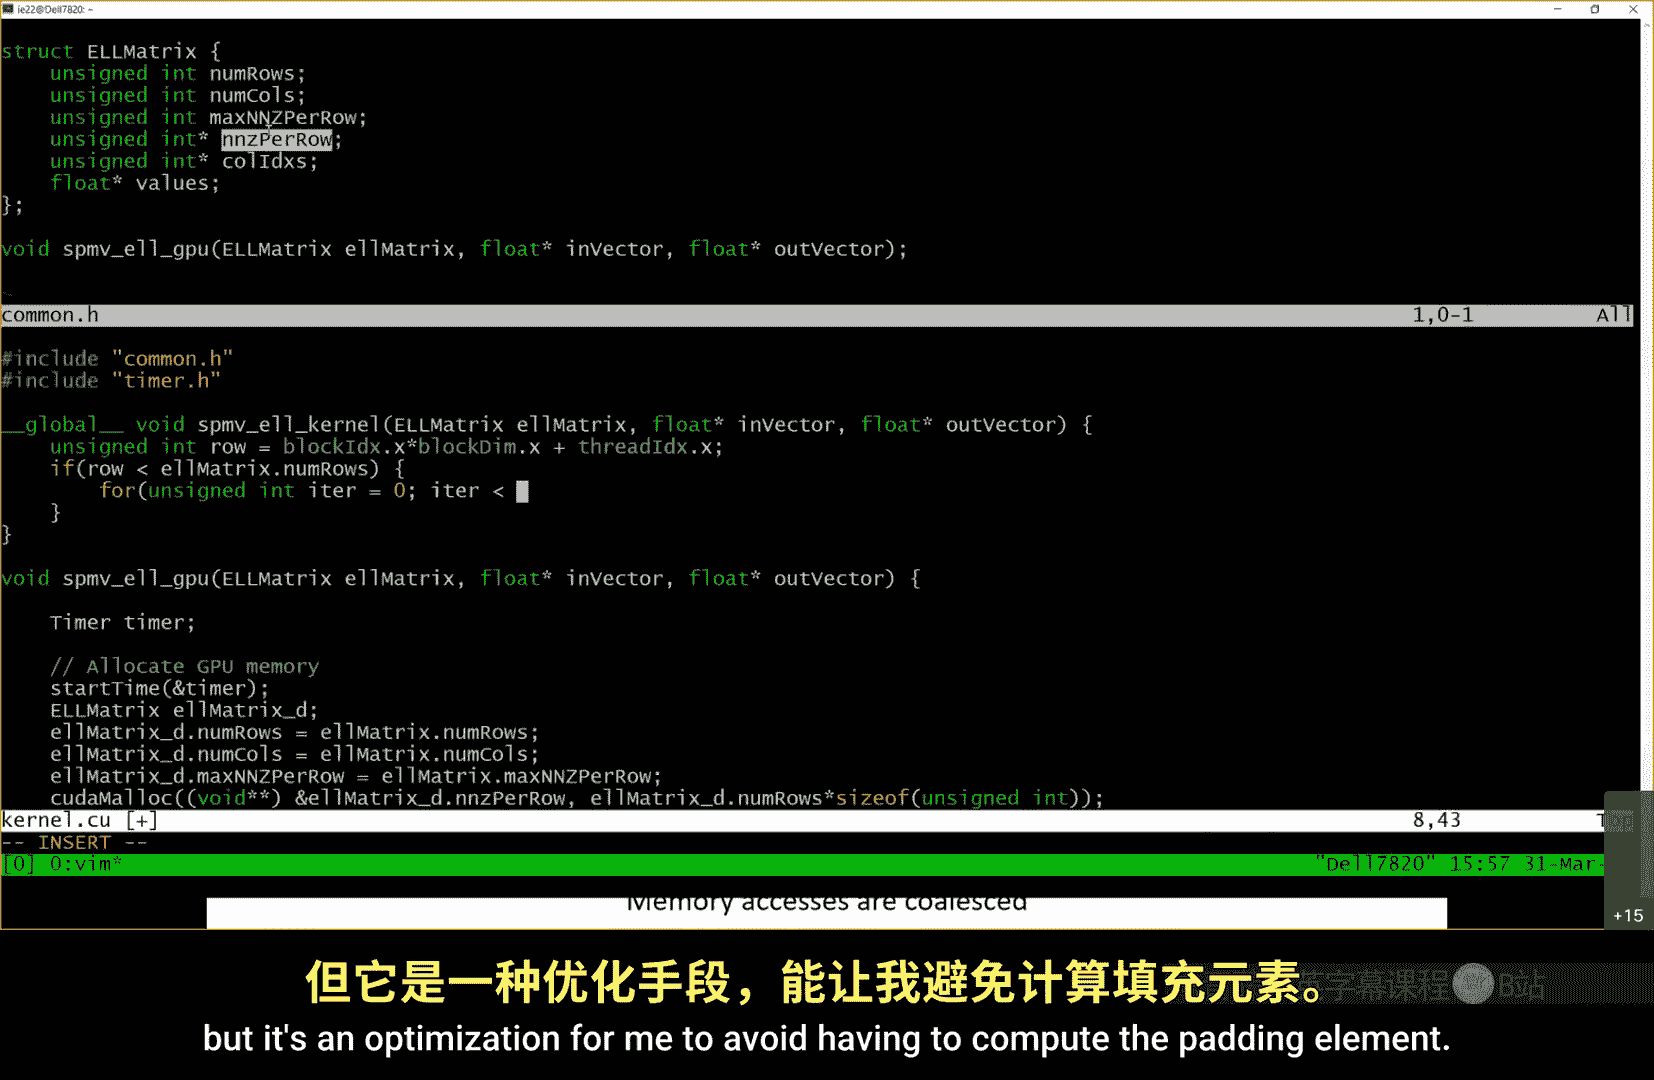 ie22@Dell7820: ~
struct ELLMatrix {
    unsigned int numRows;
    unsigned int numCols;
    unsigned int maxNNZPerRow;
    unsigned int* nnzPerRow;
    unsigned int* colIdxs;
    float* values;
};
void spmv_ell_gpu(ELLMatrix ellMatrix, float* inVector, float* outVector);
~
common.h 1,0-1 All
#include "common.h"
#include "timer.h"
__global__ void spmv_ell_kernel(ELLMatrix ellMatrix, float* inVector, float* outVector) {
    unsigned int row = blockIdx.x*blockDim.x + threadIdx.x;
    if(row < ellMatrix.numRows) {
        for(unsigned int iter = 0; iter <
    }
}
void spmv_ell_gpu(ELLMatrix ellMatrix, float* inVector, float* outVector) {
    Timer timer;
    // Allocate GPU memory
    startTime(&timer);
    ELLMatrix ellMatrix_d;
    ellMatrix_d.numRows = ellMatrix.numRows;
    ellMatrix_d.numCols = ellMatrix.numCols;
    ellMatrix_d.maxNNZPerRow = ellMatrix.maxNNZPerRow;
    cudaMalloc((void**) &ellMatrix_d.nnzPerRow, ellMatrix_d.numRows*sizeof(unsigned int));
kernel.cu [+] 8,43 Top
-- INSERT --
[0] 0:vim* "Dell7820" 15:57 31-Mar-
+15
Memory accesses are coalesced
但它是一种优化手段，能让我避免计算填充元素。
字幕课程 B站
but it's an optimization for me to avoid having to compute the padding element.